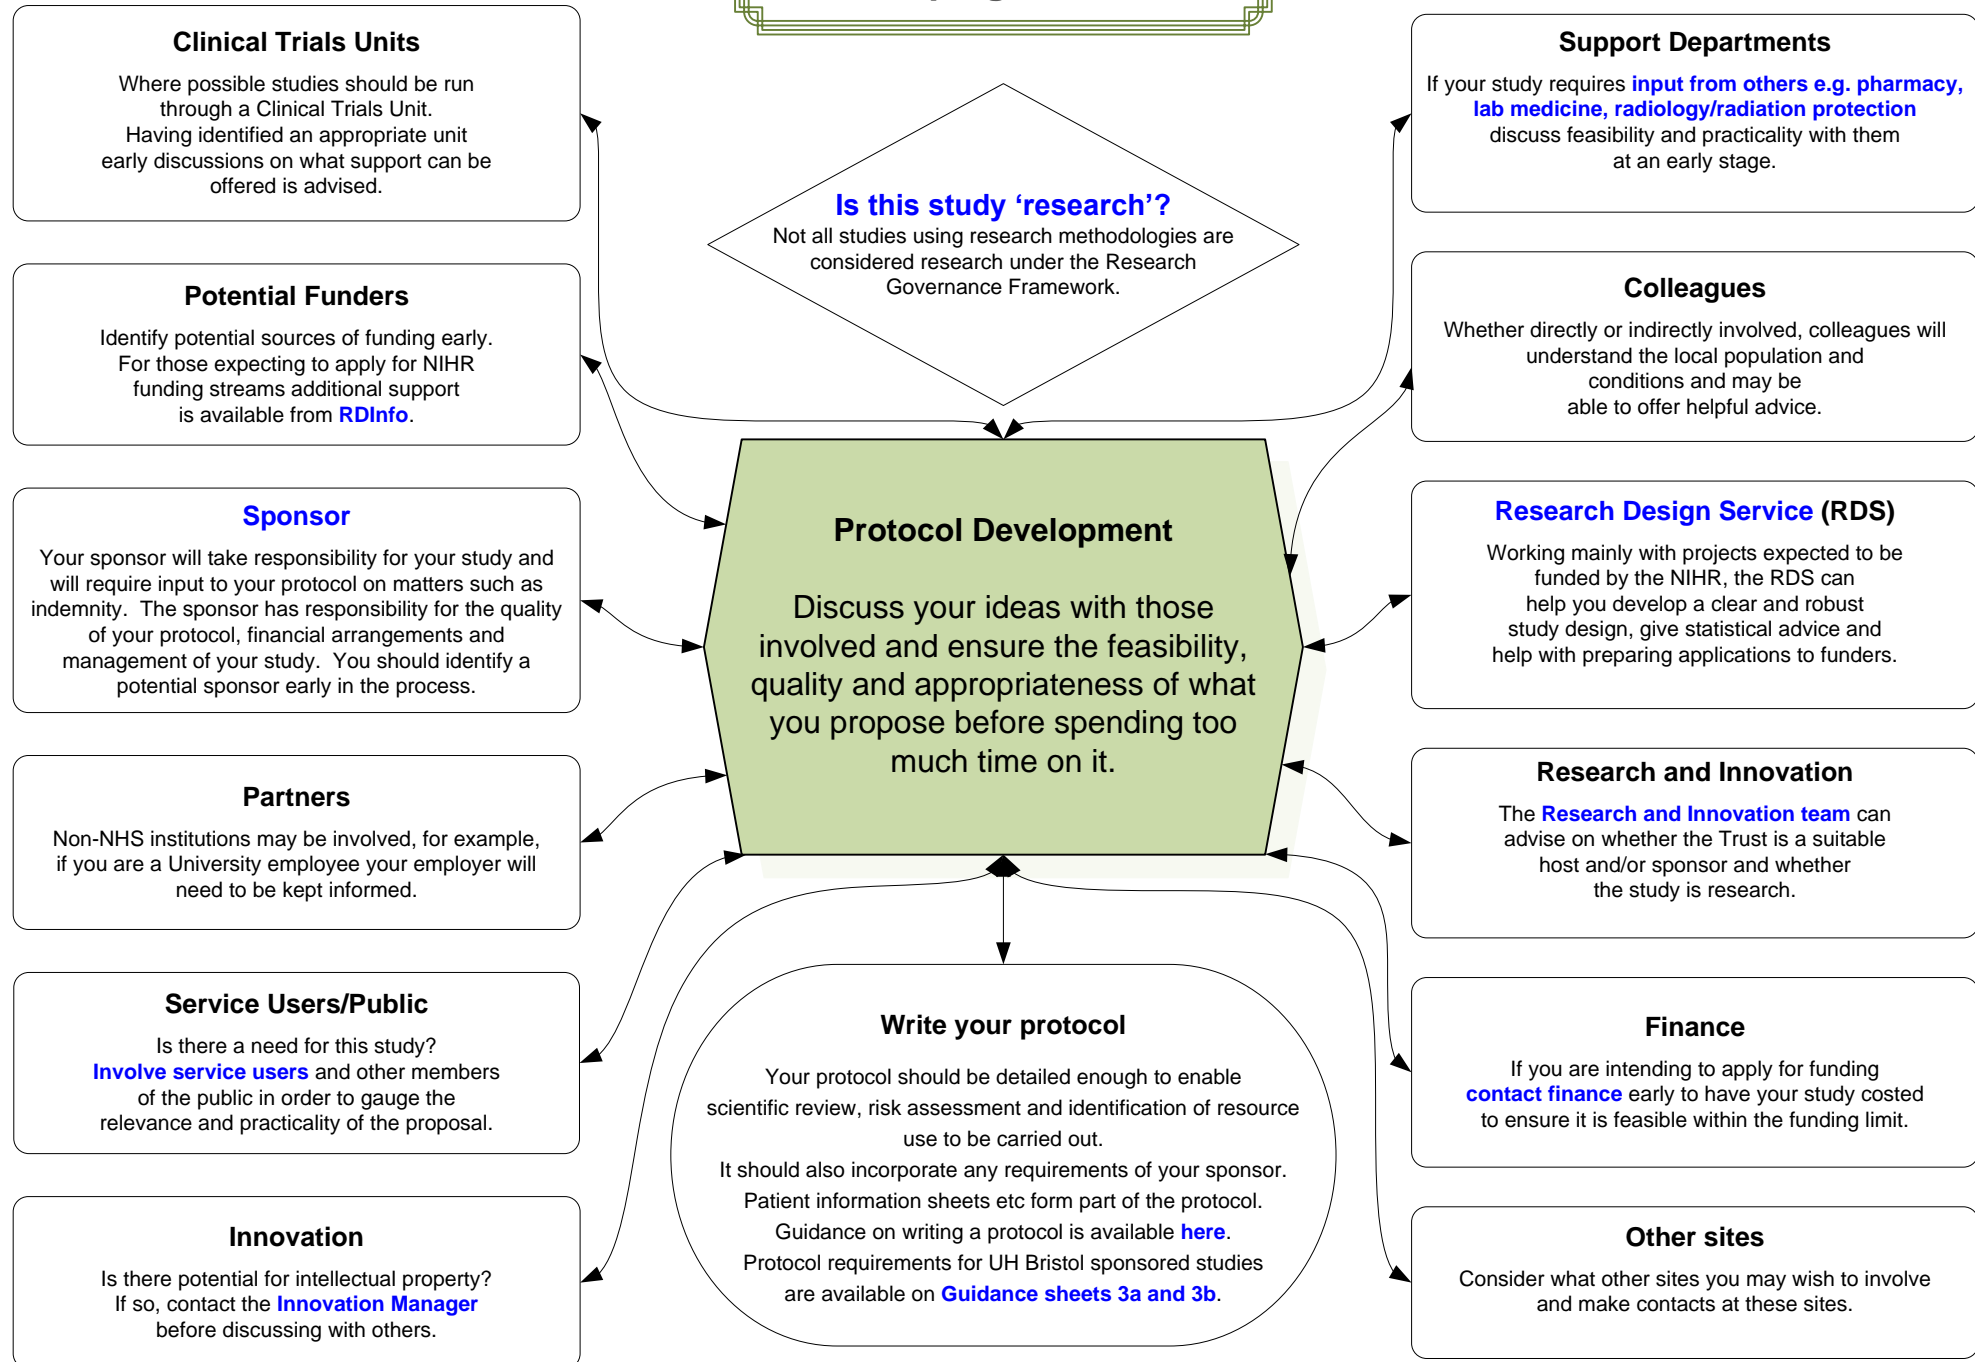 Clinical Trials Units
Where possible studies should be run
through a Clinical Trials Unit.
Having identified an appropriate unit
early discussions on what support can be
offered is advised.
Potential Funders
Identify potential sources of funding early.
For those expecting to apply for NIHR
funding streams additional support
is available from RDInfo.
Sponsor
Your sponsor will take responsibility for your study and
will require input to your protocol on matters such as
indemnity.  The sponsor has responsibility for the quality
of your protocol, financial arrangements and
management of your study.  You should identify a
potential sponsor early in the process.
Partners
Non-NHS institutions may be involved, for example,
if you are a University employee your employer will
need to be kept informed.
Service Users/Public
Is there a need for this study?
Involve service users and other members
of the public in order to gauge the
relevance and practicality of the proposal.
Innovation
Is there potential for intellectual property?
If so, contact the Innovation Manager
before discussing with others.
Is this study ‘research’?
Not all studies using research methodologies are
considered research under the Research
Governance Framework.
Protocol Development
Discuss your ideas with those
involved and ensure the feasibility,
quality and appropriateness of what
you propose before spending too
much time on it.
Write your protocol
Your protocol should be detailed enough to enable
scientific review, risk assessment and identification of resource
use to be carried out.
It should also incorporate any requirements of your sponsor.
Patient information sheets etc form part of the protocol.
Guidance on writing a protocol is available here.
Protocol requirements for UH Bristol sponsored studies
are available on Guidance sheets 3a and 3b.
Support Departments
If your study requires input from others e.g. pharmacy,
lab medicine, radiology/radiation protection
discuss feasibility and practicality with them
at an early stage.
Colleagues
Whether directly or indirectly involved, colleagues will
understand the local population and
conditions and may be
able to offer helpful advice.
Research Design Service (RDS)
Working mainly with projects expected to be
funded by the NIHR, the RDS can
help you develop a clear and robust
study design, give statistical advice and
help with preparing applications to funders.
Research and Innovation
The Research and Innovation team can
advise on whether the Trust is a suitable
host and/or sponsor and whether
the study is research.
Finance
If you are intending to apply for funding
contact finance early to have your study costed
to ensure it is feasible within the funding limit.
Other sites
Consider what other sites you may wish to involve
and make contacts at these sites.